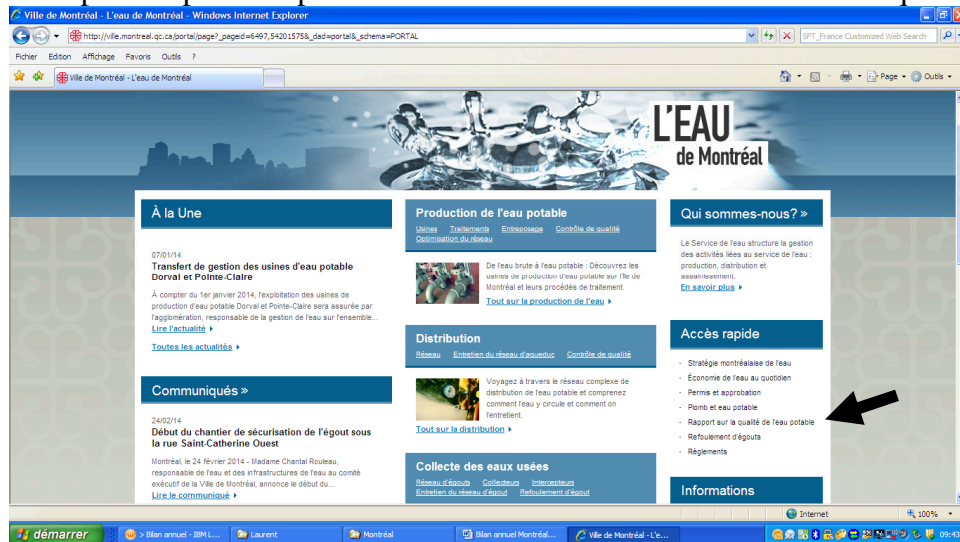 Ville de Montréal - L'eau de Montréal - Windows Internet Explorer
http://ville.montreal.qc.ca/portal/page?_pageid=6497,54201575&_dad=portal&_schema=PORTAL
SFT_France Customized Web Search
Fichier Edition Affichage Favoris Outils ?
Ville de Montréal - L'eau de Montréal
Page Outils
L'EAU
de Montréal
À la Une
07/01/14
Transfert de gestion des usines d'eau potable
Dorval et Pointe-Claire
À compter du 1er janvier 2014, l'exploitation des usines de
production d'eau potable Dorval et Pointe-Claire sera assurée par
l'agglomération, responsable de la gestion de l'eau sur l'ensemble...
Lire l'actualité
Toutes les actualités
Communiqués »
24/02/14
Début du chantier de sécurisation de l'égout sous
la rue Saint-Catherine Ouest
Montréal, le 24 février 2014 - Madame Chantal Rouleau,
responsable de l'eau et des infrastructures de l'eau au comité
exécutif de la Ville de Montréal, annonce le début du...
Lire le communiqué
Production de l'eau potable
Usines Traitements Entreposage Contrôle de qualité
Optimisation du réseau
De l'eau brute à l'eau potable : Découvrez les
usines de production d'eau potable sur l'île de
Montréal et leurs procédés de traitement.
Tout sur la production de l'eau
Distribution
Réseau Entretien du réseau d'aqueduc Contrôle de qualité
Voyagez à travers le réseau complexe de
distribution de l'eau potable et comprenez
comment l'eau y circule et comment on
l'entretient.
Tout sur la distribution
Collecte des eaux usées
Réseau d'égouts Collecteurs Intercepteurs
Entretien du réseau d'égout Refoulement d'égout
Qui sommes-nous? »
Le Service de l'eau structure la gestion
des activités liées au service de l'eau :
production, distribution et
assainissement.
En savoir plus
Accès rapide
- Stratégie montréalaise de l'eau
- Économie de l'eau au quotidien
- Permis et approbation
- Plomb et eau potable
- Rapport sur la qualité de l'eau potable
- Refoulement d'égouts
- Règlements
Informations
Internet 100%
démarrer > Bilan annuel - IBM L... Laurent Montréal Bilan annuel Montréal... Ville de Montréal - L'e... 09:43